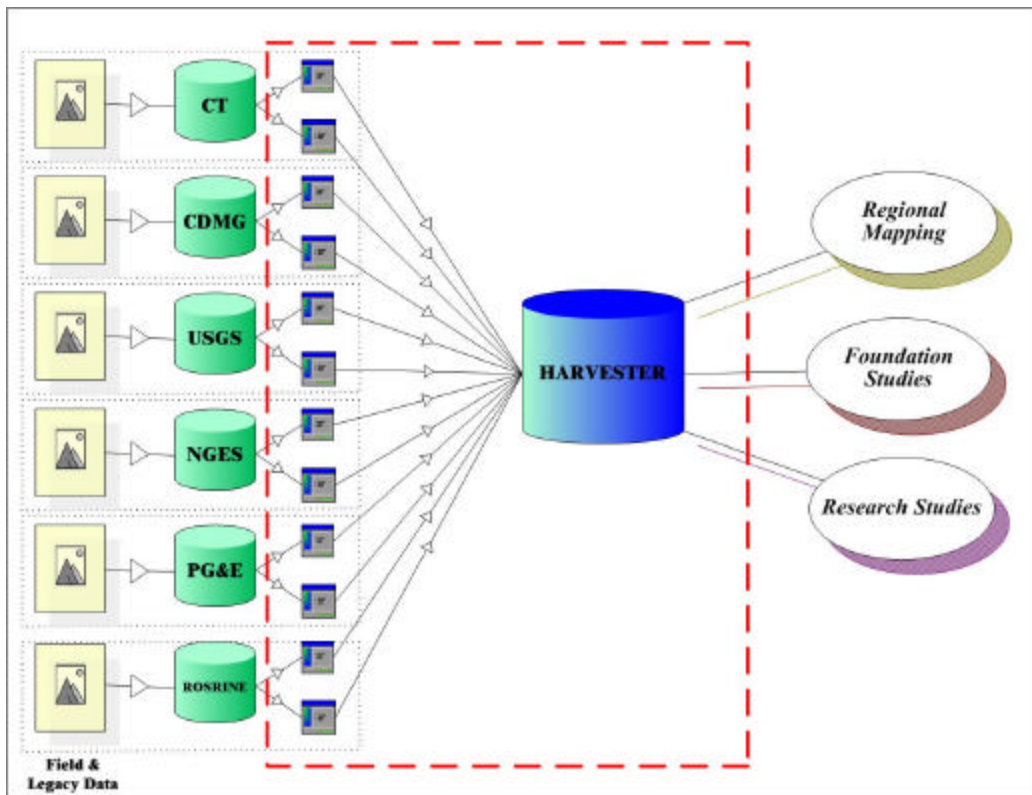 CT
CDMG
USGS
NGES
PG&E
ROSRINE
Field &
Legacy Data
HARVESTER
Regional
Mapping
Foundation
Studies
Research Studies